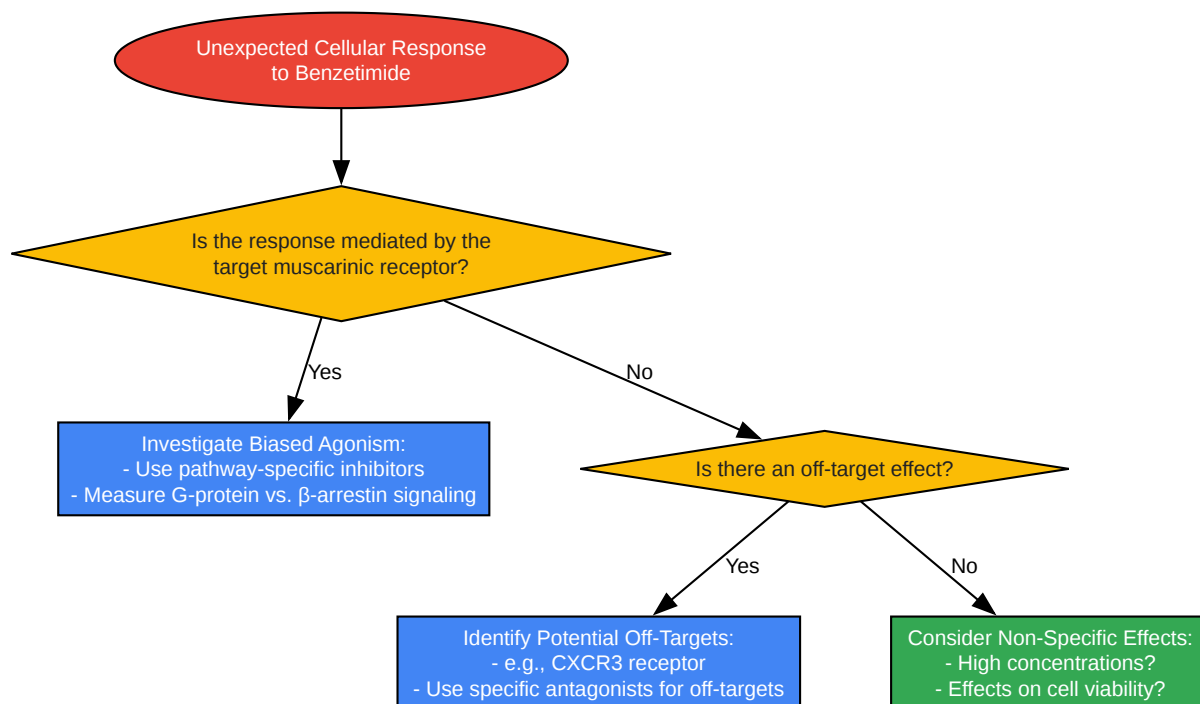 Unexpected Cellular Response
to Benzetimide
Is the response mediated by the
target muscarinic receptor?
Yes
No
Investigate Biased Agonism:
- Use pathway-specific inhibitors
- Measure G-protein vs. β-arrestin signaling
Is there an off-target effect?
Yes
No
Identify Potential Off-Targets:
- e.g., CXCR3 receptor
- Use specific antagonists for off-targets
Consider Non-Specific Effects:
- High concentrations?
- Effects on cell viability?